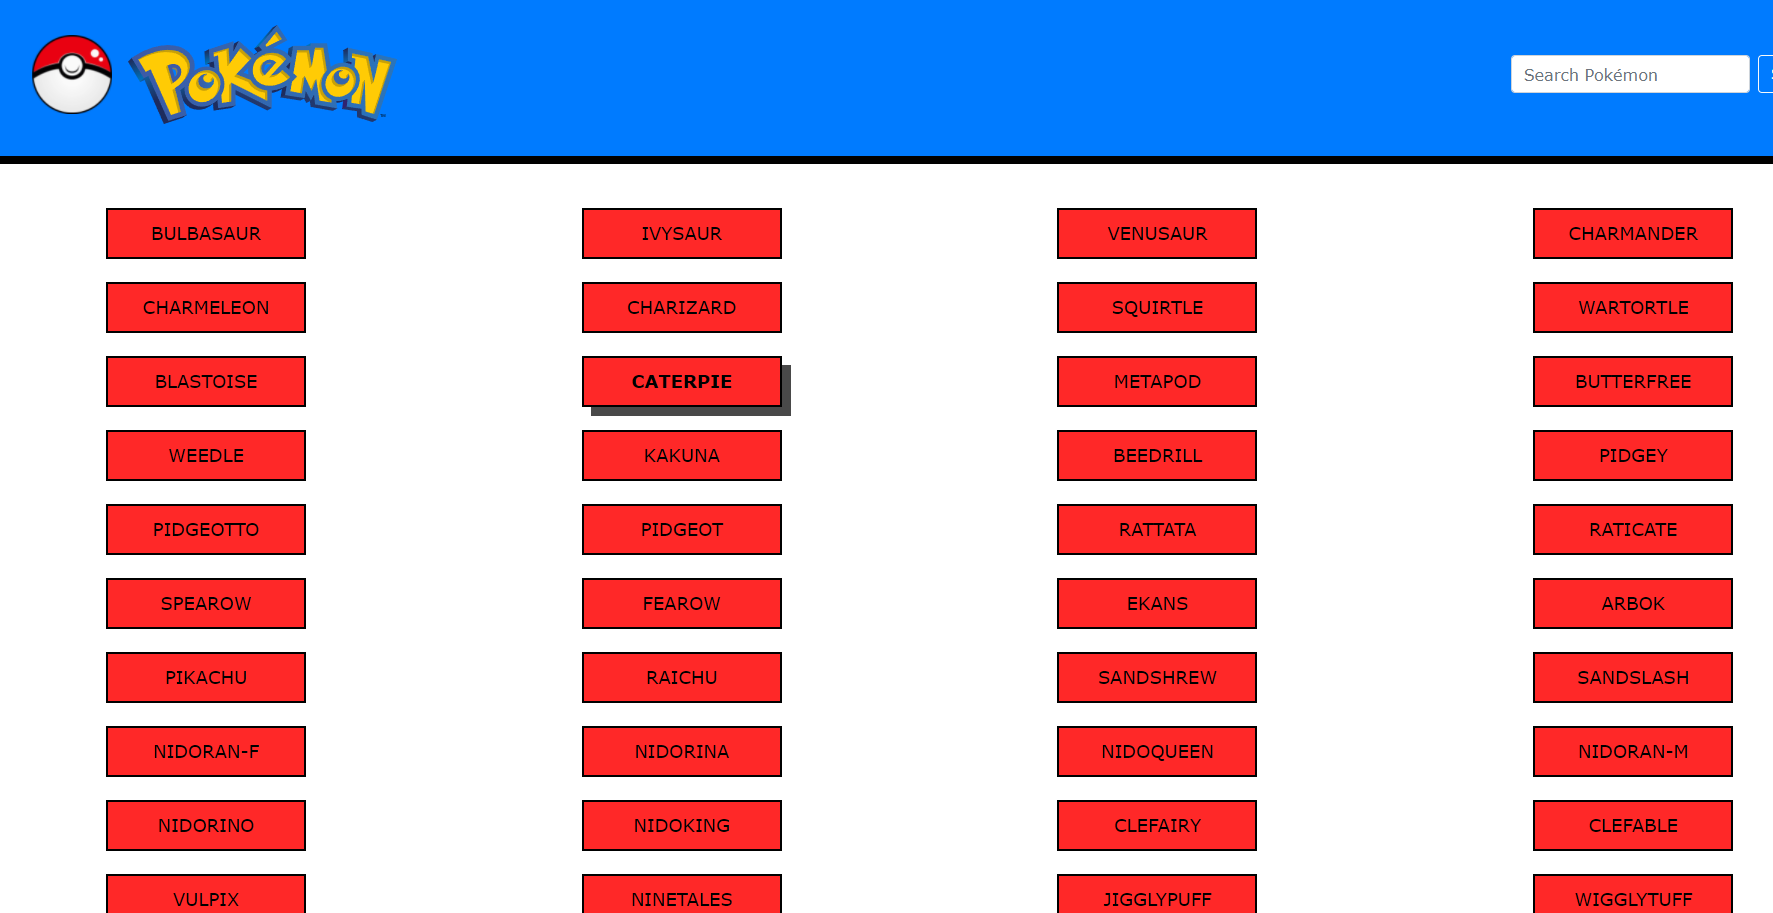 POKéMON
Search Pokémon
BULBASAUR IVYSAUR VENUSAUR CHARMANDER
CHARMELEON CHARIZARD SQUIRTLE WARTORTLE
BLASTOISE CATERPIE METAPOD BUTTERFREE
WEEDLE KAKUNA BEEDRILL PIDGEY
PIDGEOTTO PIDGEOT RATTATA RATICATE
SPEAROW FEAROW EKANS ARBOK
PIKACHU RAICHU SANDSHREW SANDSLASH
NIDORAN-F NIDORINA NIDOQUEEN NIDORAN-M
NIDORINO NIDOKING CLEFAIRY CLEFABLE
VULPIX NINETALES JIGGLYPUFF WIGGLYTUFF